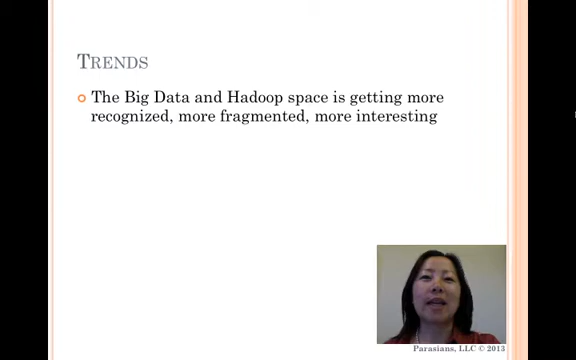 TRENDS
The Big Data and Hadoop space is getting more
recognized, more fragmented, more interesting
Parasians, LLC © 2013